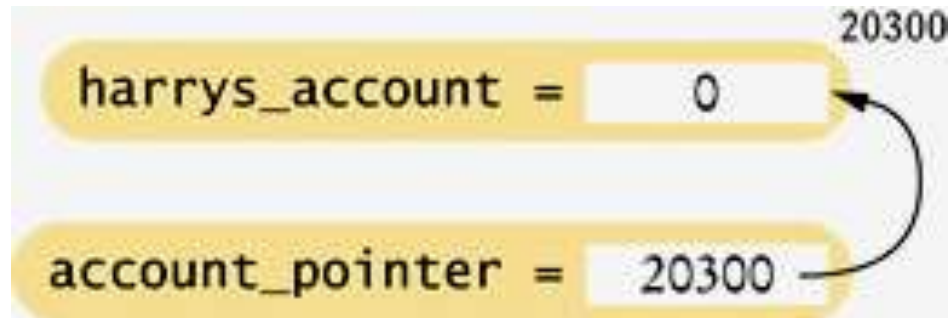 20300
harrys_account = 0
account_pointer = 20300